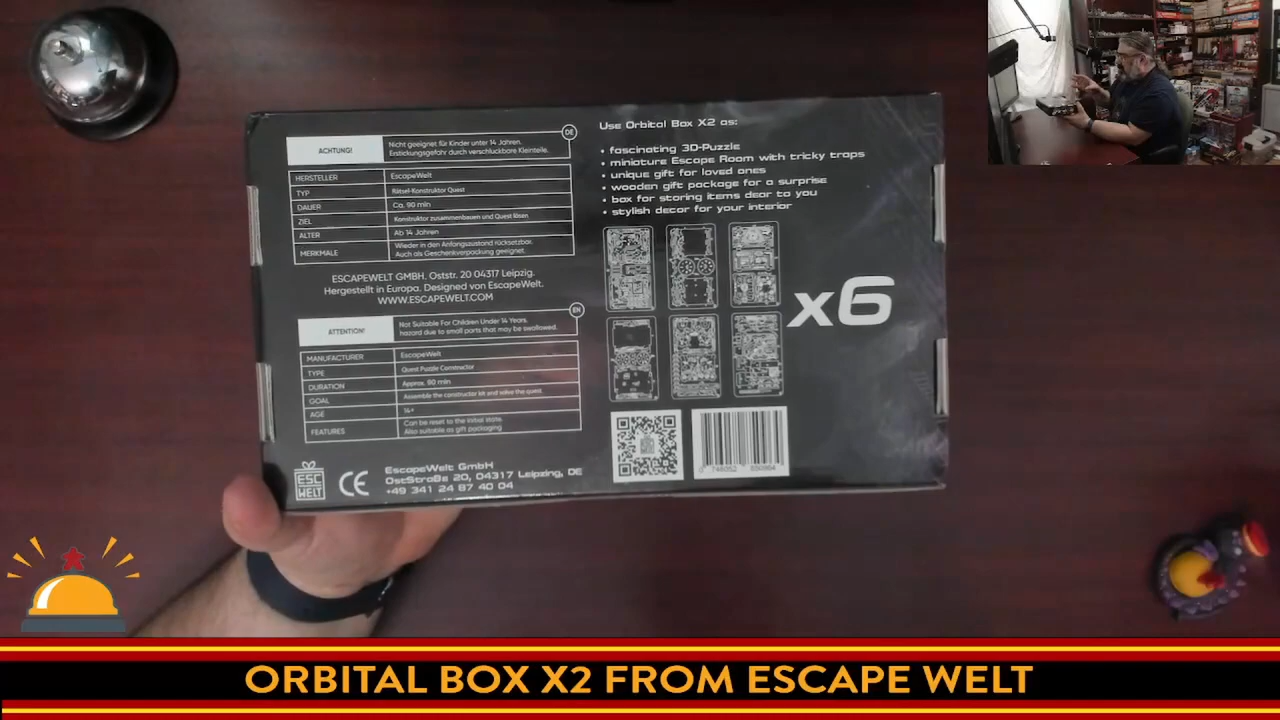 ACHTUNG!
Nicht geeignet für Kinder unter 14 Jahren.
Erstickungsgefahr durch verschluckbare Kleinteile.
DE
HERSTELLER EscapeWelt
TYP Rätsel-Konstruktor Quest
DAUER Ca. 90 min
ZIEL Konstruktor zusammenbauen und Quest lösen.
ALTER Ab 14 Jahren
MERKMALE Wieder in den Anfangszustand rücksetzbar.
Auch als Geschenkverpackung geeignet.
ESCAPEWELT GMBH. Oststr. 20 04317 Leipzig.
Hergestellt in Europa. Designed von EscapeWelt.
WWW.ESCAPEWELT.COM
EN
ATTENTION!
Not Suitable For Children Under 14 Years.
hazard due to small parts that may be swallowed.
MANUFACTURER EscapeWelt
TYPE Quest Puzzle Constructor
DURATION Approx. 90 min
GOAL Assemble the constructor kit and solve the quest.
AGE 14+
FEATURES Can be reset to the initial state
Also suitable as gift packaging
ESC
WELT
CE
EscapeWelt GmbH
OstStraße 20, 04317 Leipzing, DE
+49 341 24 87 40 04
Use Orbital Box X2 as:
• fascinating 3D-Puzzle
• miniature Escape Room with tricky traps
• unique gift for loved ones
• wooden gift package for a surprise
• box for storing items dear to you
• stylish decor for your interior
x6
ORBITAL BOX X2 FROM ESCAPE WELT